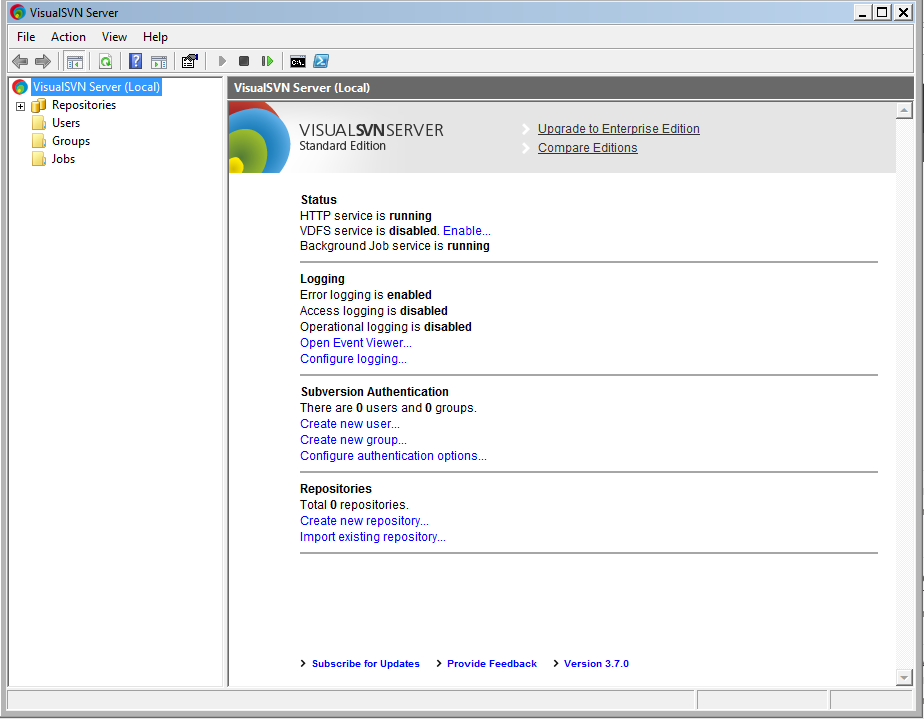 VisualSVN Server
File Action View Help
VisualSVN Server (Local)
Repositories
Users
Groups
Jobs
VisualSVN Server (Local)
VISUALSVNSERVER
Standard Edition
Upgrade to Enterprise Edition
Compare Editions
Status
HTTP service is running
VDFS service is disabled. Enable...
Background Job service is running
Logging
Error logging is enabled
Access logging is disabled
Operational logging is disabled
Open Event Viewer...
Configure logging...
Subversion Authentication
There are 0 users and 0 groups.
Create new user...
Create new group...
Configure authentication options...
Repositories
Total 0 repositories.
Create new repository...
Import existing repository...
Subscribe for Updates Provide Feedback Version 3.7.0